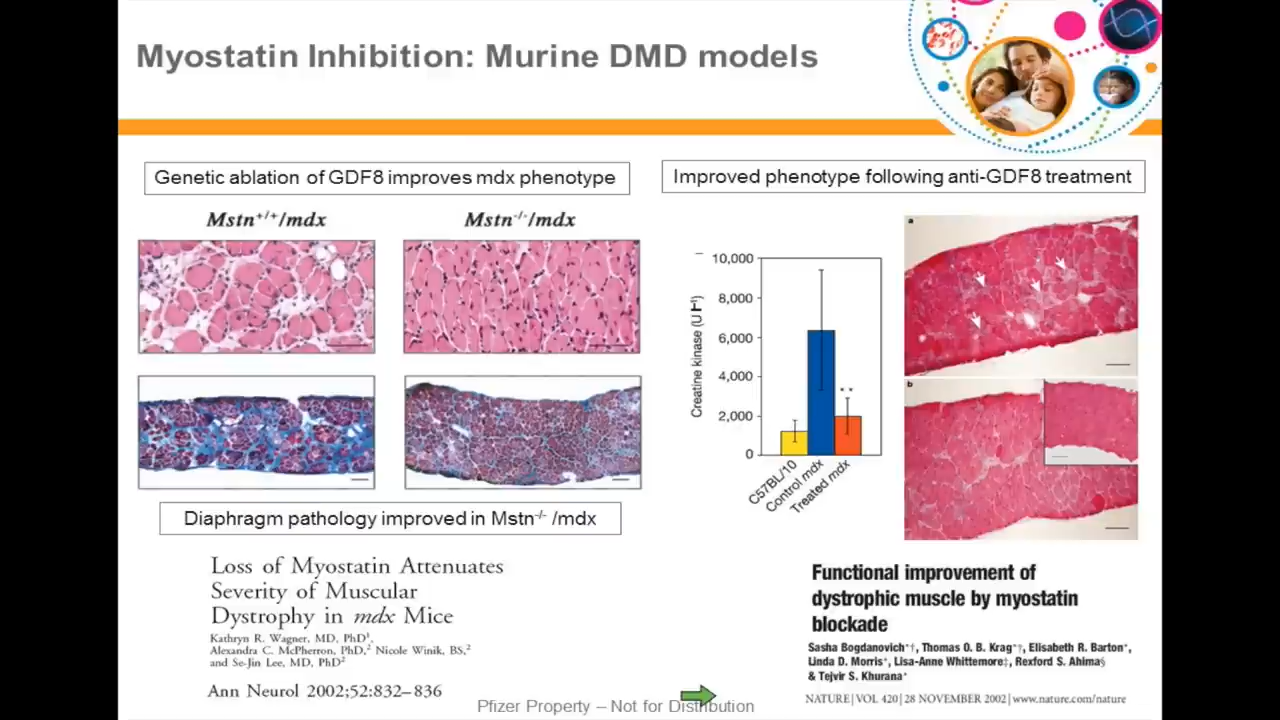 Myostatin Inhibition: Murine DMD models
Genetic ablation of GDF8 improves mdx phenotype
Mstn+/+/mdx
Mstn-/-/mdx
Diaphragm pathology improved in Mstn-/- /mdx
Loss of Myostatin Attenuates
Severity of Muscular
Dystrophy in mdx Mice
Kathryn R. Wagner, MD, PhD1,
Alexandra C. McPherron, PhD,2 Nicole Winik, BS,2
and Se-Jin Lee, MD, PhD2
Ann Neurol 2002;52:832–836
Improved phenotype following anti-GDF8 treatment
Creatine kinase (U l-1)
10,000
8,000
6,000
4,000
2,000
0
**
C57BL/10
Control mdx
Treated mdx
a
b
Functional improvement of
dystrophic muscle by myostatin
blockade
Sasha Bogdanovich*†, Thomas O. B. Krag*†, Elisabeth R. Barton*,
Linda D. Morris*, Lisa-Anne Whittemore‡, Rexford S. Ahima§
& Tejvir S. Khurana*
NATURE | VOL 420 | 28 NOVEMBER 2002 | www.nature.com/nature
Pfizer Property – Not for Distribution